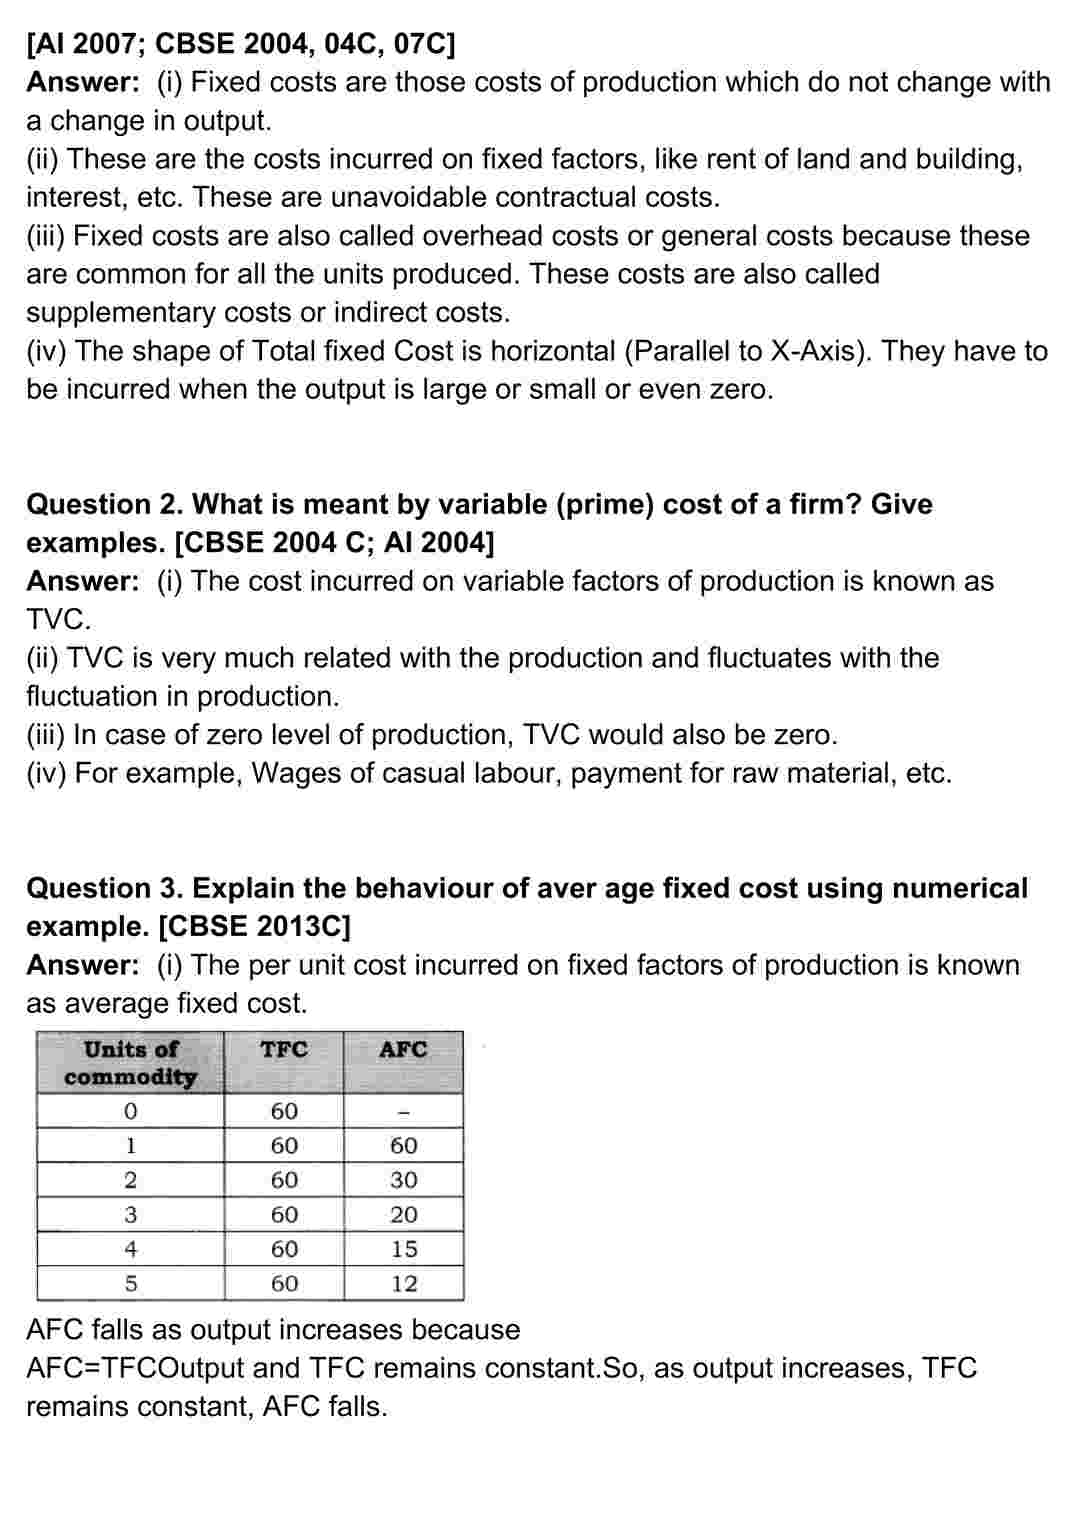 [AI 2007; CBSE 2004, 04C, 07C]
Answer: (i) Fixed costs are those costs of production which do not change with
a change in output.
(ii) These are the costs incurred on fixed factors, like rent of land and building,
interest, etc. These are unavoidable contractual costs.
(iii) Fixed costs are also called overhead costs or general costs because these
are common for all the units produced. These costs are also called
supplementary costs or indirect costs.
(iv) The shape of Total fixed Cost is horizontal (Parallel to X-Axis). They have to
be incurred when the output is large or small or even zero.
Question 2. What is meant by variable (prime) cost of a firm? Give
examples. [CBSE 2004 C; AI 2004]
Answer: (i) The cost incurred on variable factors of production is known as
TVC.
(ii) TVC is very much related with the production and fluctuates with the
fluctuation in production.
(iii) In case of zero level of production, TVC would also be zero.
(iv) For example, Wages of casual labour, payment for raw material, etc.
Question 3. Explain the behaviour of aver age fixed cost using numerical
example. [CBSE 2013C]
Answer: (i) The per unit cost incurred on fixed factors of production is known
as average fixed cost.
Units of commodity TFC AFC
0 60 –
1 60 60
2 60 30
3 60 20
4 60 15
5 60 12
AFC falls as output increases because
AFC=TFCOutput and TFC remains constant.So, as output increases, TFC
remains constant, AFC falls.